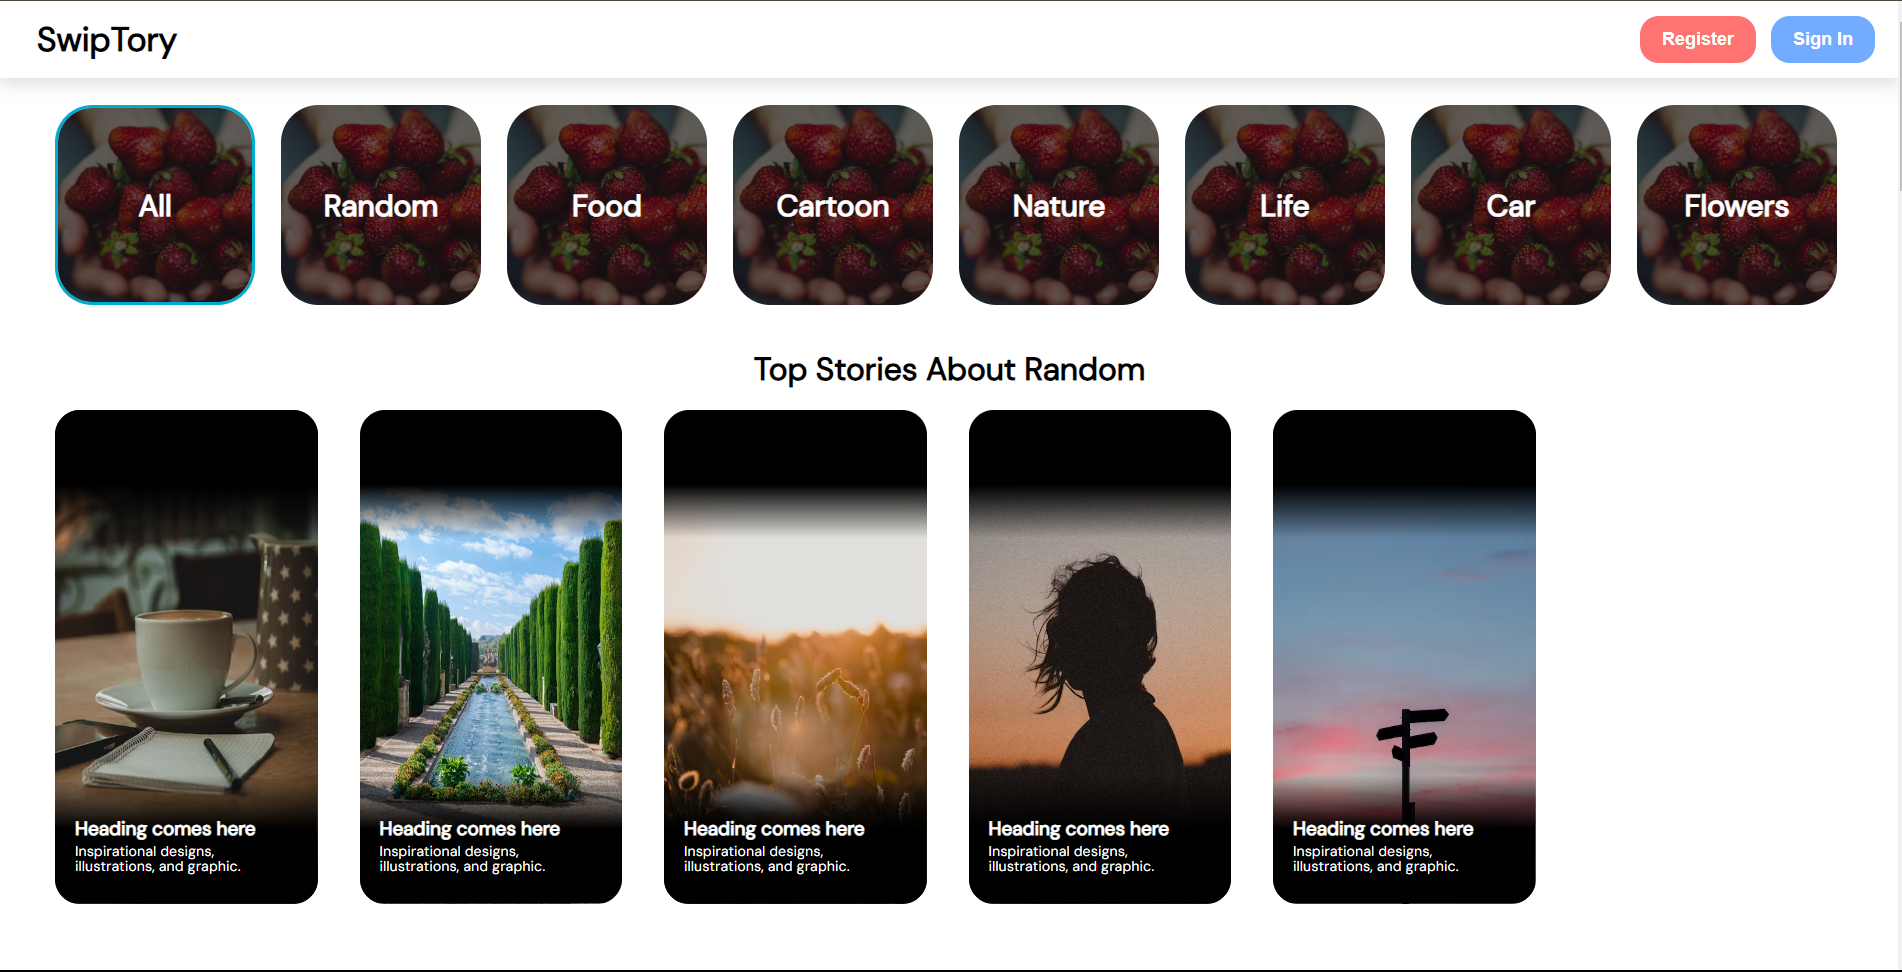 SwipTory
Register
Sign In
All
Random
Food
Cartoon
Nature
Life
Car
Flowers
Top Stories About Random
Heading comes here
Inspirational designs,
illustrations, and graphic.
Heading comes here
Inspirational designs,
illustrations, and graphic.
Heading comes here
Inspirational designs,
illustrations, and graphic.
Heading comes here
Inspirational designs,
illustrations, and graphic.
Heading comes here
Inspirational designs,
illustrations, and graphic.